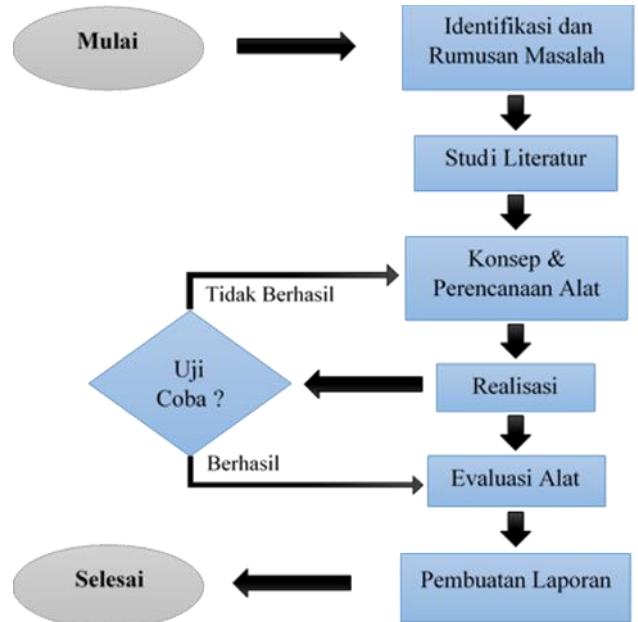 Mulai
Identifikasi dan
Rumusan Masalah
Studi Literatur
Konsep &
Perencanaan Alat
Tidak Berhasil
Uji
Coba ?
Realisasi
Berhasil
Evaluasi Alat
Selesai
Pembuatan Laporan